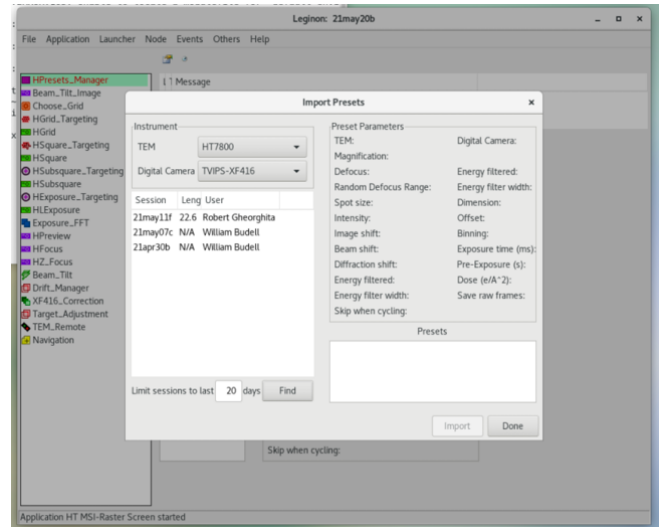 Leginon: 21may20b
File Application Launcher Node Events Others Help
Message
HPresets_Manager
Beam_Tilt_Image
Choose_Grid
HGrid_Targeting
HGrid
HSquare_Targeting
HSquare
HSubsquare_Targeting
HSubsquare
HExposure_Targeting
HLExposure
Exposure_FFT
HPreview
HFocus
HZ_Focus
Beam_Tilt
Drift_Manager
XF416_Correction
Target_Adjustment
TEM_Remote
Navigation
Import Presets
Instrument
TEM HT7800
Digital Camera TVIPS-XF416
Session Leng User
21may11f 22.6 Robert Gheorghita
21may07c N/A William Budell
21apr30b N/A William Budell
Limit sessions to last 20 days Find
Preset Parameters
TEM: Digital Camera:
Magnification:
Defocus: Energy filtered:
Random Defocus Range: Energy filter width:
Spot size: Dimension:
Intensity: Offset:
Image shift: Binning:
Beam shift: Exposure time (ms):
Diffraction shift: Pre-Exposure (s):
Energy filtered: Dose (e/A^2):
Energy filter width: Save raw frames:
Skip when cycling:
Presets
Import Done
Skip when cycling:
Application HT MSI-Raster Screen started